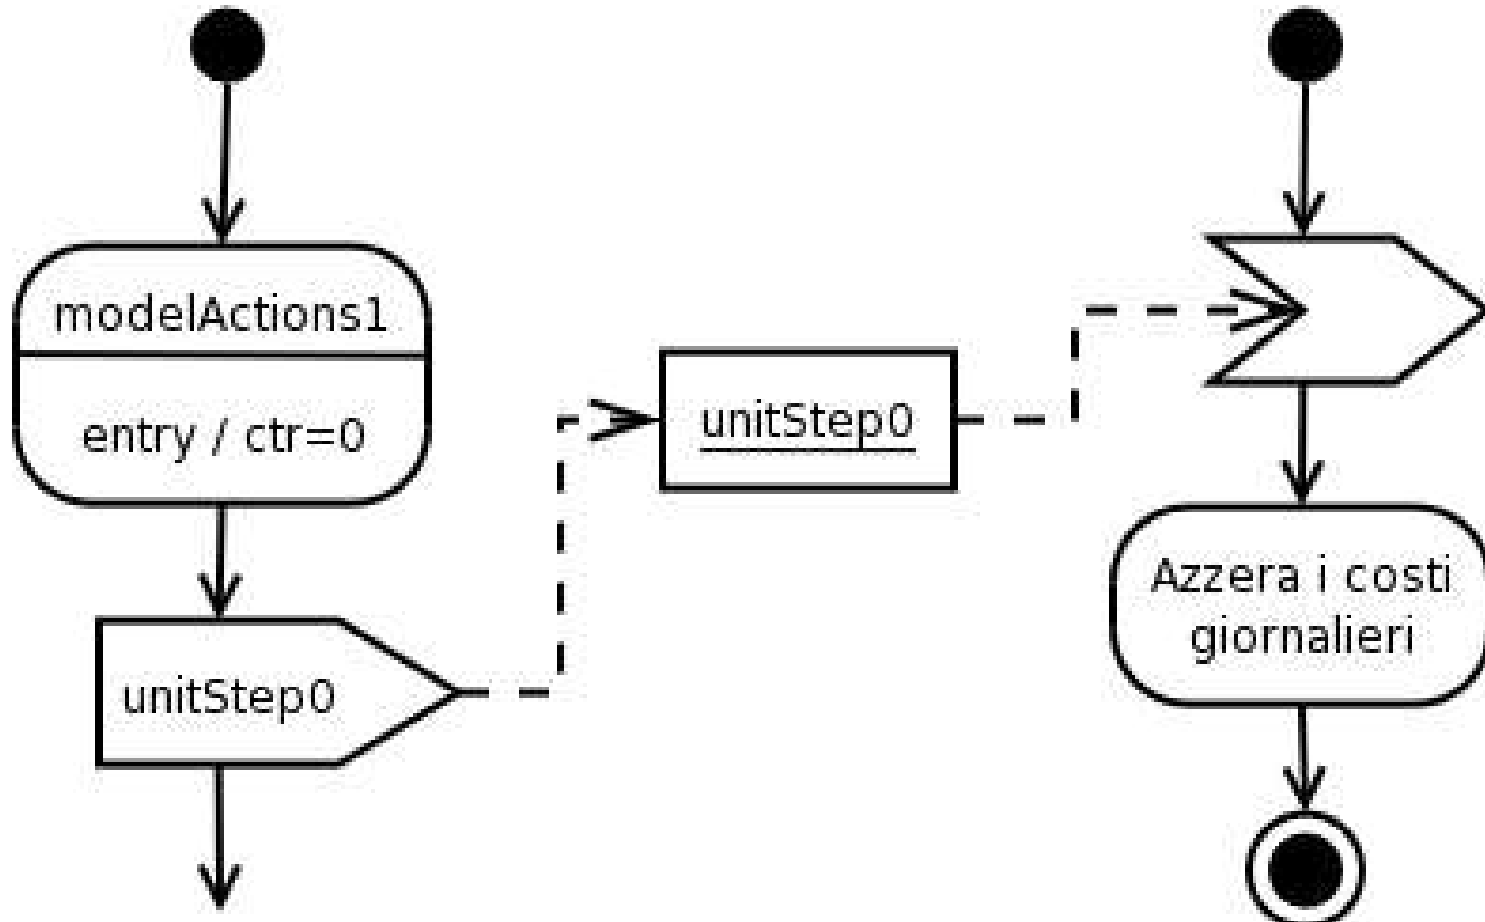 modelActions1
entry / ctr=0
unitStep0
unitStep0
Azzera i costi
giornalieri